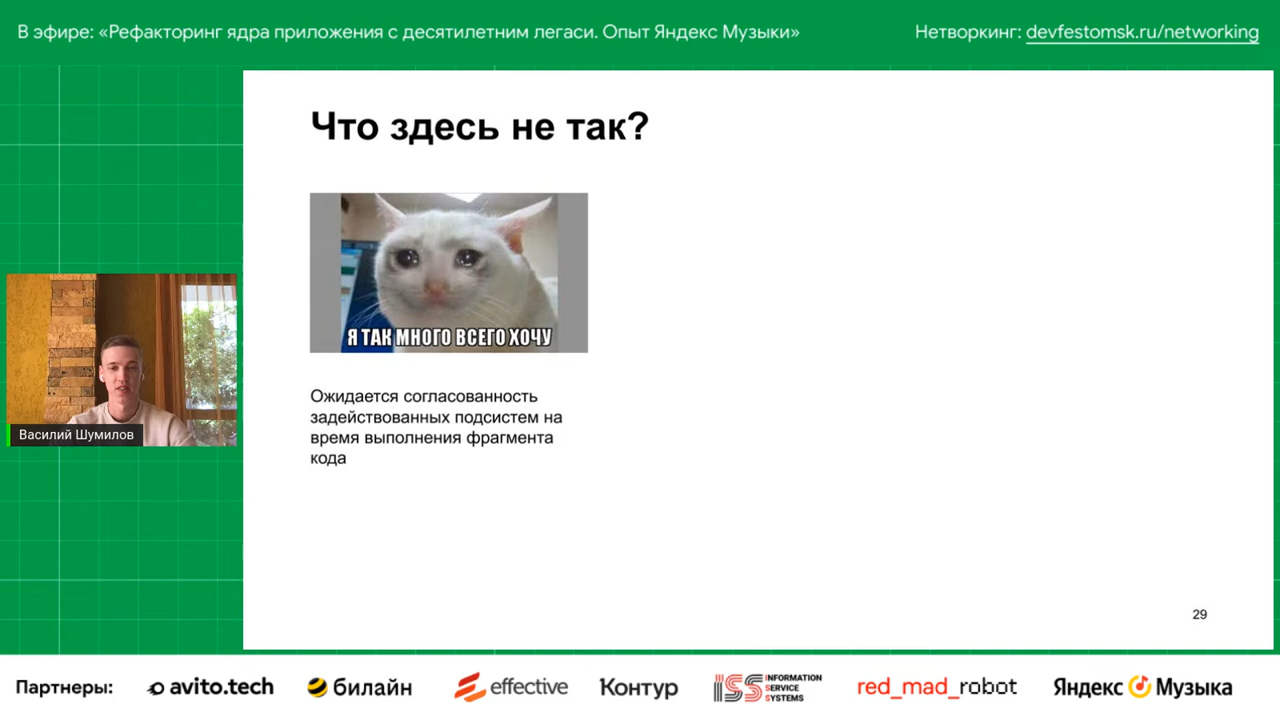 В эфире: «Рефакторинг ядра приложения с десятилетним легаси. Опыт Яндекс Музыки»
Нетворкинг: devfestomsk.ru/networking
Что здесь не так?
Я ТАК МНОГО ВСЕГО ХОЧУ
Ожидается согласованность
задействованных подсистем на
время выполнения фрагмента
кода
Василий Шумилов
29
Партнеры:
avito.tech
билайн
effective
Контур
ISS INFORMATION
SERVICE
SYSTEMS
red_mad_robot
Яндекс Музыка